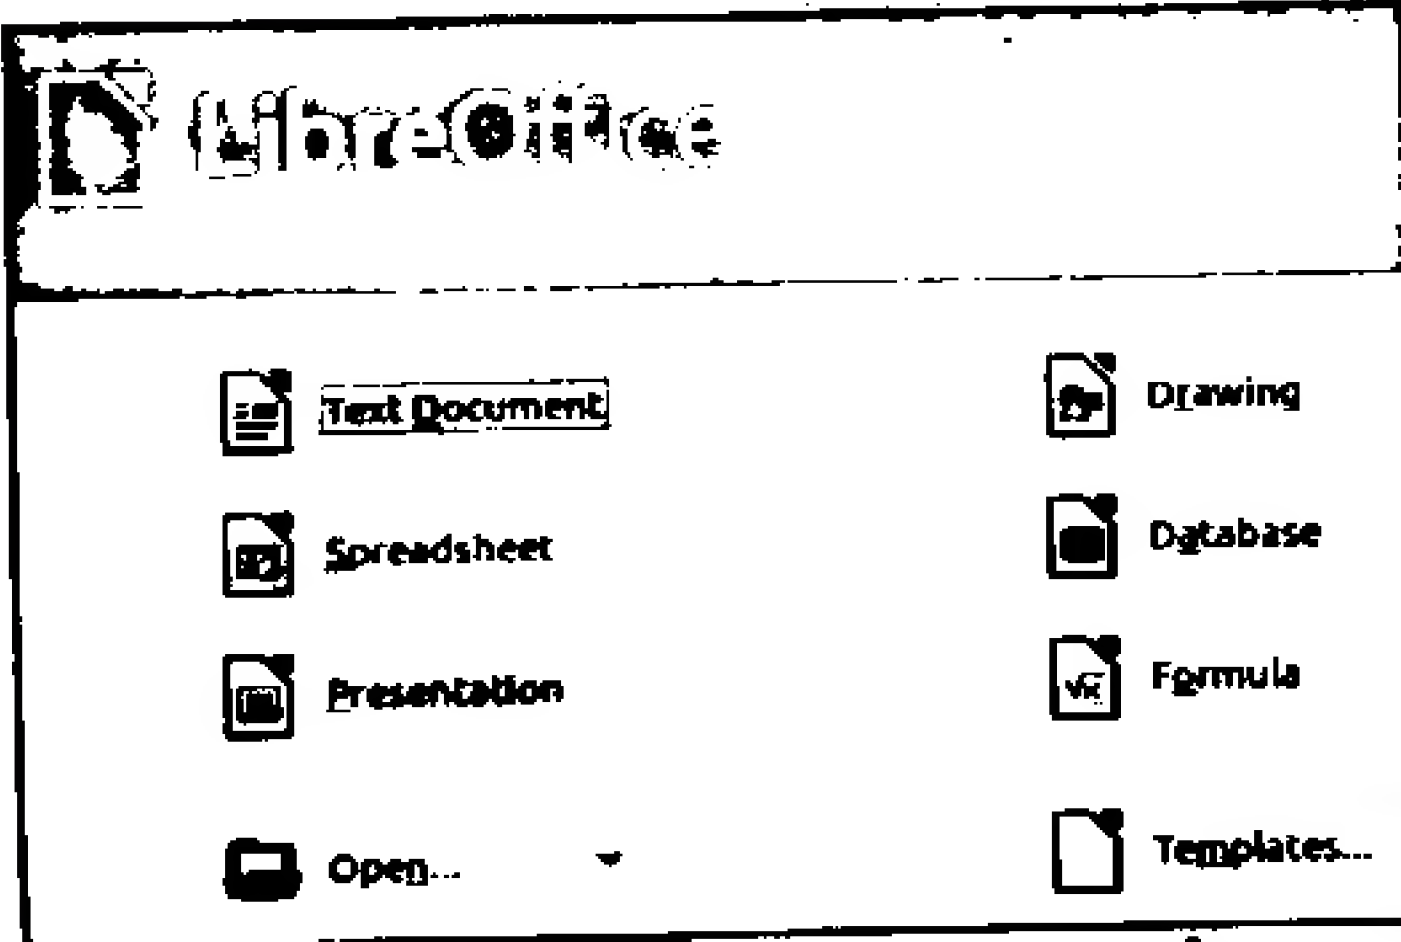 LibreOffice
Text Document
Drawing
Spreadsheet
Database
Presentation
Formula
Open...
Templates...